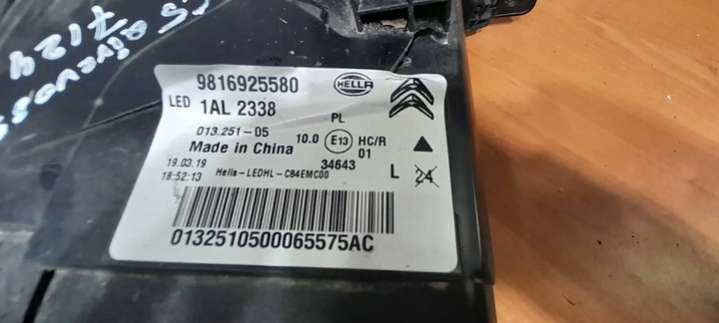 7124
9816925580
HELLA
LED 1AL 2338
013.251-05
PL
10.0 E13 HC/R
Made in China
01
34643
19.03.19
18:52:13
Hella-LEDHL-C84EMC00
L 24
0132510500065575AC